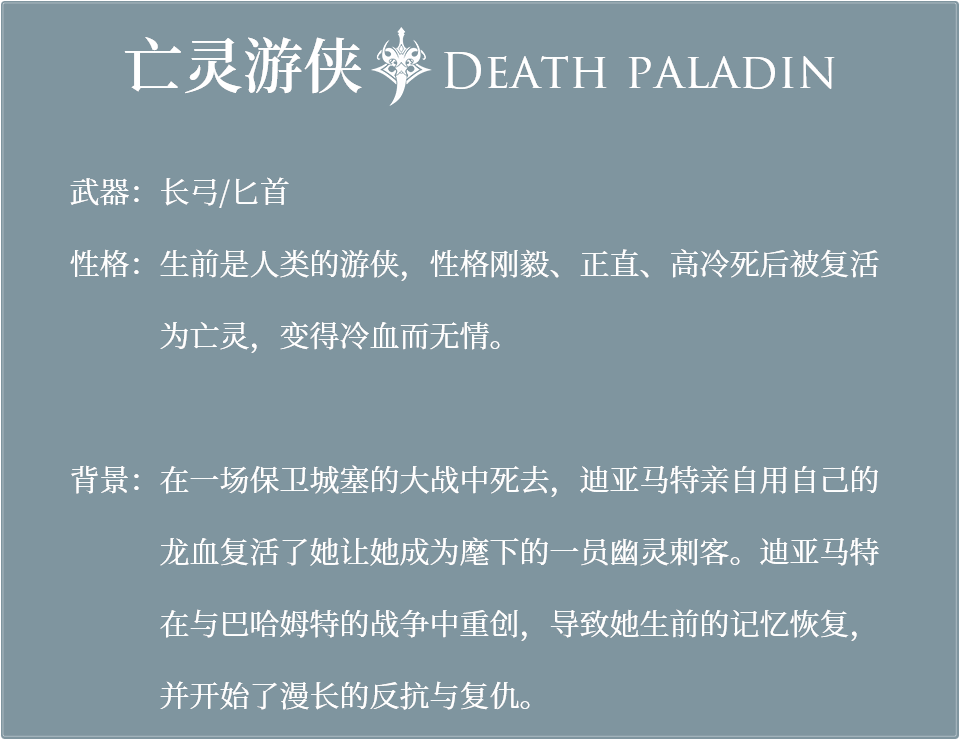 亡灵游侠 DEATH PALADIN
武器：长弓/匕首
性格：生前是人类的游侠，性格刚毅、正直、高冷死后被复活
为亡灵，变得冷血而无情。
背景：在一场保卫城塞的大战中死去，迪亚马特亲自用自己的
龙血复活了她让她成为麾下的一员幽灵刺客。迪亚马特
在与巴哈姆特的战争中重创，导致她生前的记忆恢复，
并开始了漫长的反抗与复仇。